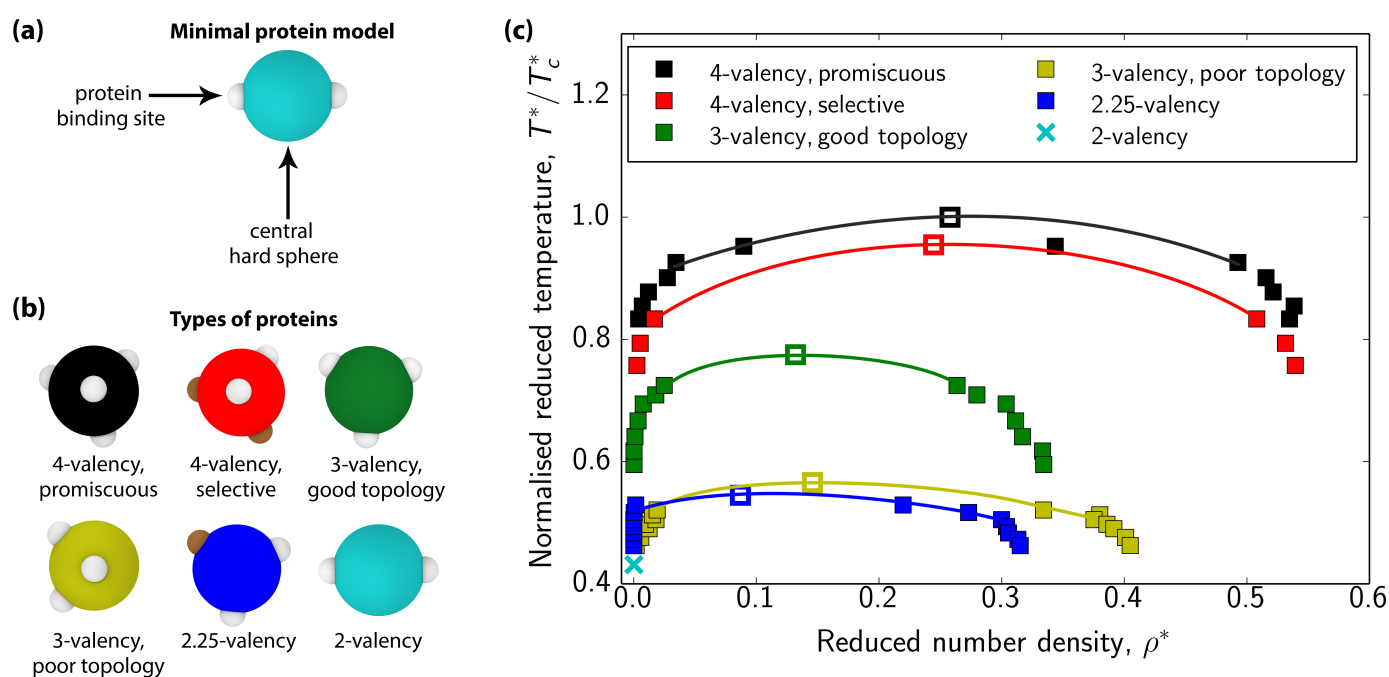 (a)
Minimal protein model
protein
binding site
central
hard sphere
(b)
Types of proteins
4-valency,
promiscuous
4-valency,
selective
3-valency,
good topology
3-valency,
poor topology
2.25-valency
2-valency
(c)
Normalised reduced temperature, T*/T*c
1.2
1.0
0.8
0.6
0.4
4-valency, promiscuous
4-valency, selective
3-valency, good topology
3-valency, poor topology
2.25-valency
2-valency
0.0 0.1 0.2 0.3 0.4 0.5 0.6
Reduced number density, ρ*